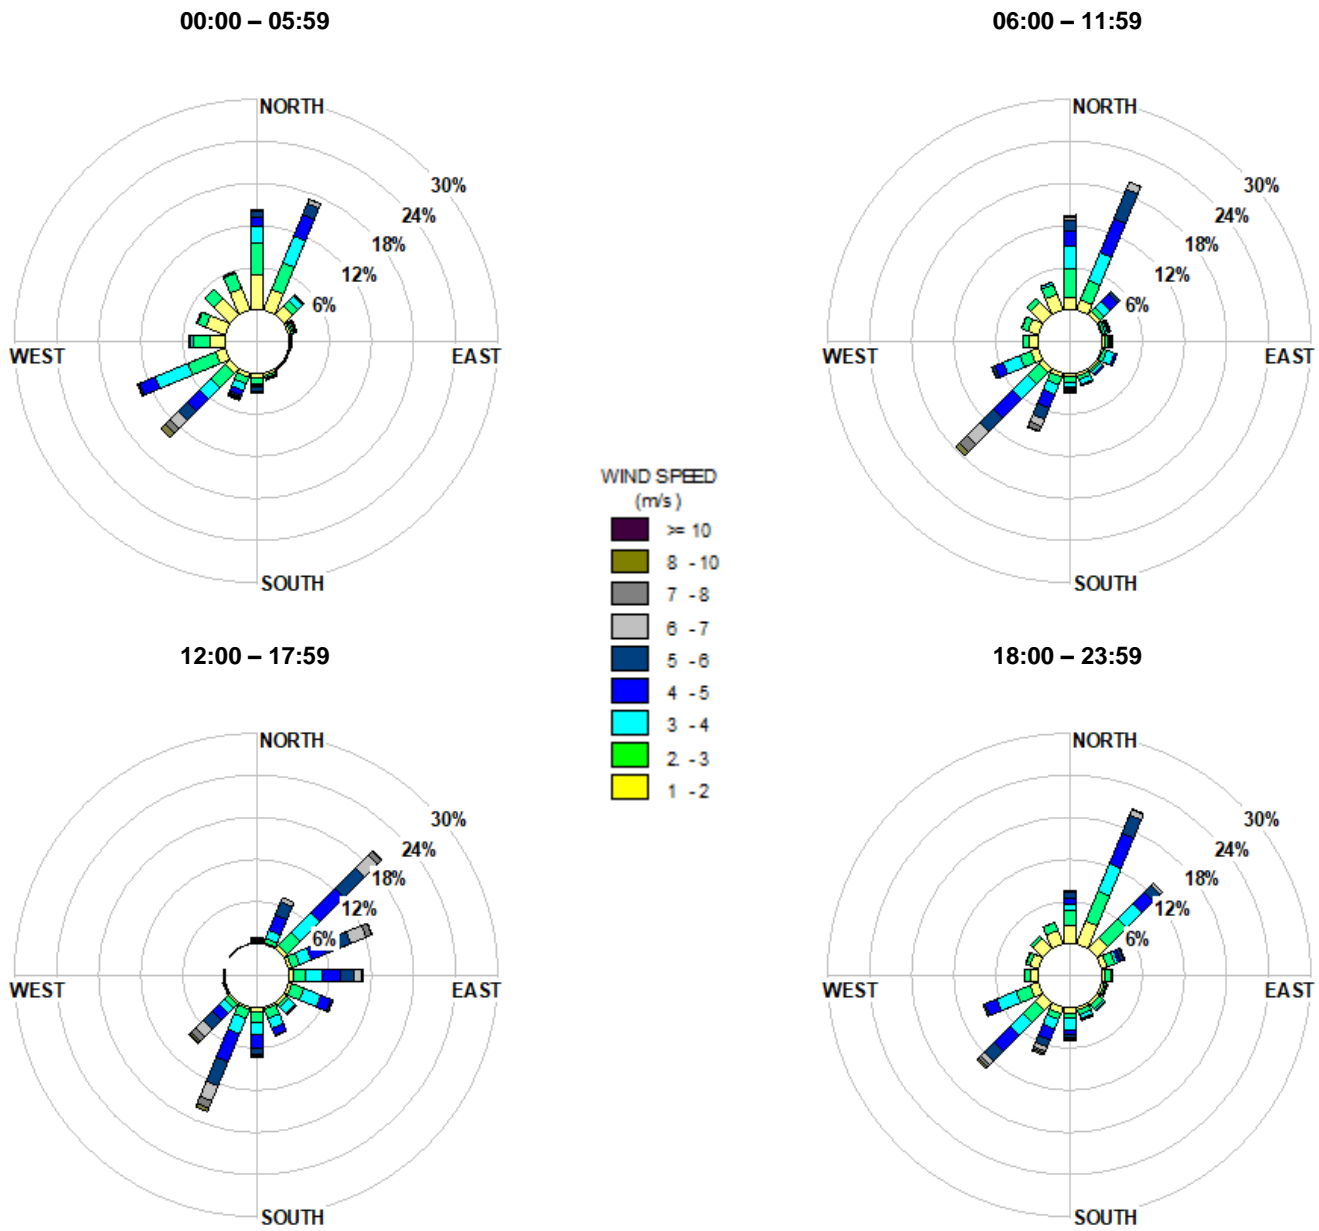 00:00 – 05:59
06:00 – 11:59
NORTH
30%
24%
18%
12%
6%
WEST
EAST
SOUTH
NORTH
30%
24%
18%
12%
6%
WEST
EAST
SOUTH
WIND SPEED
(m/s)
>= 10
8 - 10
7 - 8
6 - 7
5 - 6
4 - 5
3 - 4
2 - 3
1 - 2
12:00 – 17:59
18:00 – 23:59
NORTH
30%
24%
18%
12%
6%
WEST
EAST
SOUTH
NORTH
30%
24%
18%
12%
6%
WEST
EAST
SOUTH